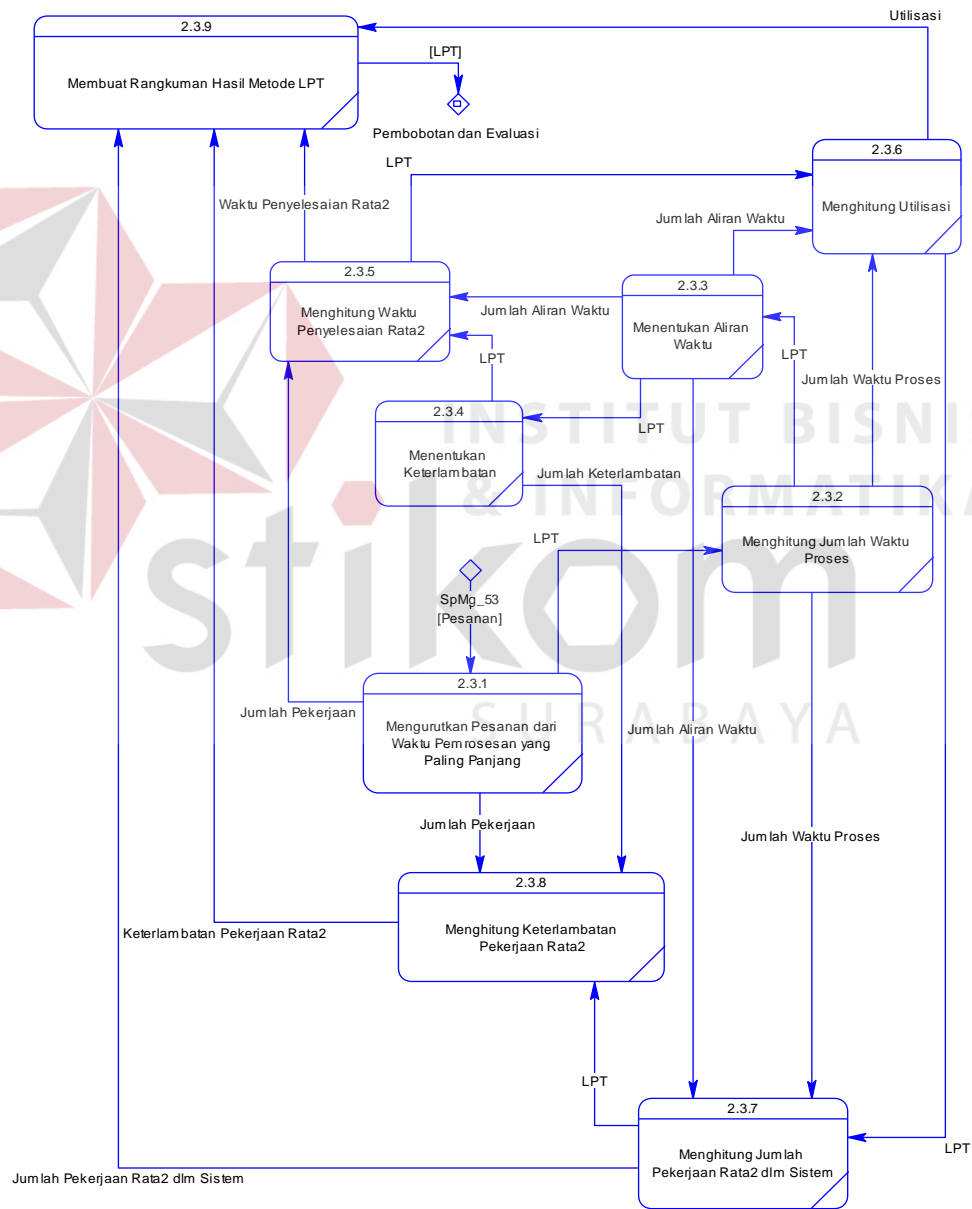 Utilisasi
2.3.9
Membuat Rangkuman Hasil Metode LPT
[LPT]
Pembobotan dan Evaluasi
2.3.6
Menghitung Utilisasi
LPT
Waktu Penyelesaian Rata2
Jumlah Aliran Waktu
2.3.5
Menghitung Waktu
Penyelesaian Rata2
Jumlah Aliran Waktu
2.3.3
Menentukan Aliran
Waktu
LPT
LPT
Jumlah Waktu Proses
2.3.4
Menentukan
Keterlambatan
LPT
Jumlah Keterlambatan
INSTITUT BISNI
& INFORMATIKA
stikom
SURABAYA
2.3.2
Menghitung Jumlah Waktu
Proses
LPT
SpMg_53
[Pesanan]
2.3.1
Mengurutkan Pesanan dari
Waktu Pemrosesan yang
Paling Panjang
Jumlah Pekerjaan
Jumlah Aliran Waktu
Jumlah Pekerjaan
Jumlah Waktu Proses
2.3.8
Menghitung Keterlambatan
Pekerjaan Rata2
Keterlambatan Pekerjaan Rata2
LPT
2.3.7
Menghitung Jumlah
Pekerjaan Rata2 dlm Sistem
LPT
Jumlah Pekerjaan Rata2 dlm Sistem